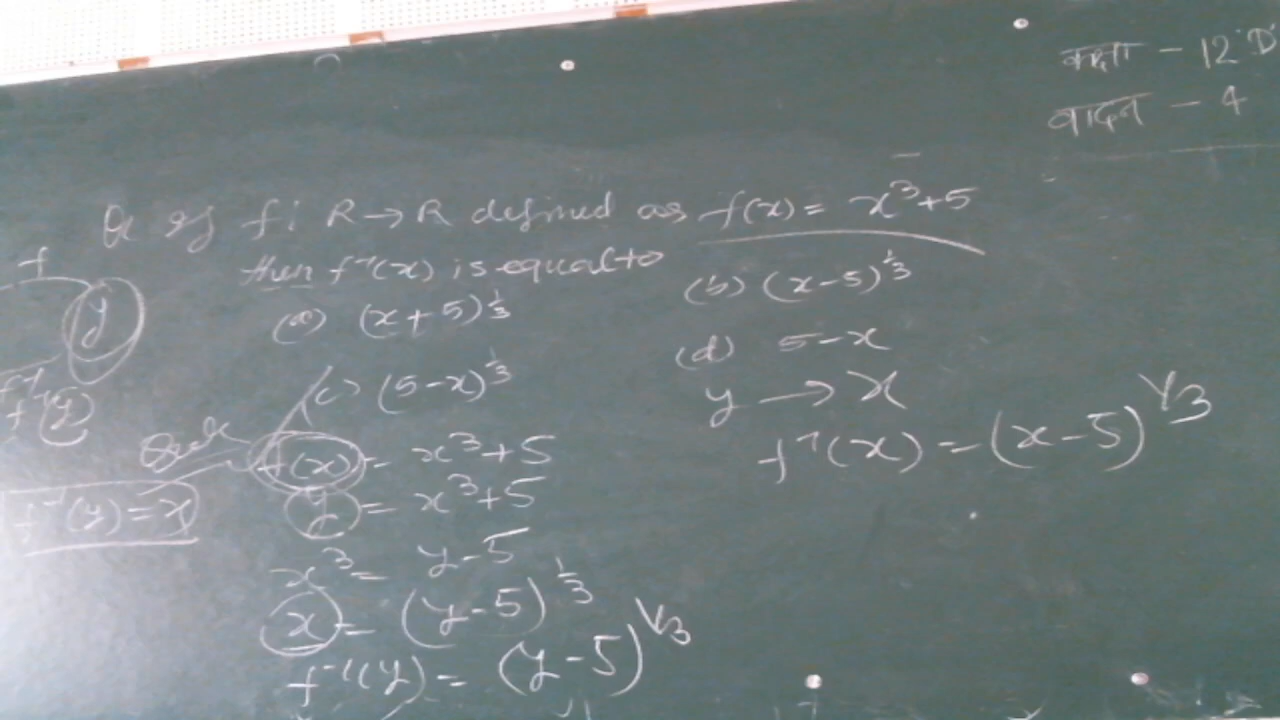 कक्षा - 12 'D'
वादन - 4
Q If f: R→R defined as f(x) = x³+5
then f⁻¹(x) is equal to
(a) (x+5)^1/3 (b) (x-5)^1/3
(c) (5-x)^1/3 (d) 5-x
f
y
f⁻¹
f⁻¹(y)
f⁻¹(y) = x
f(x) = x³+5
y = x³+5
x³ = y-5
x = (y-5)^1/3
f⁻¹(y) = (y-5)^1/3
y → x
f⁻¹(x) = (x-5)^1/3